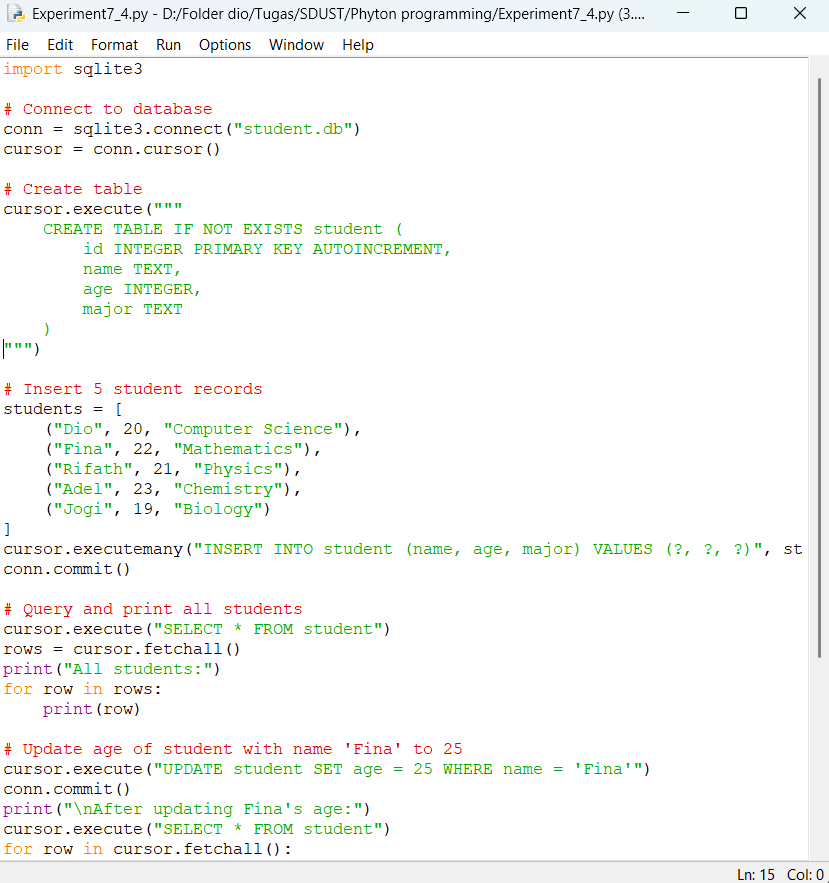 Experiment7_4.py - D:/Folder dio/Tugas/SDUST/Phyton programming/Experiment7_4.py (3....
File Edit Format Run Options Window Help
import sqlite3

# Connect to database
conn = sqlite3.connect("student.db")
cursor = conn.cursor()

# Create table
cursor.execute("""
    CREATE TABLE IF NOT EXISTS student (
        id INTEGER PRIMARY KEY AUTOINCREMENT,
        name TEXT,
        age INTEGER,
        major TEXT
    )
""")

# Insert 5 student records
students = [
    ("Dio", 20, "Computer Science"),
    ("Fina", 22, "Mathematics"),
    ("Rifath", 21, "Physics"),
    ("Adel", 23, "Chemistry"),
    ("Jogi", 19, "Biology")
]
cursor.executemany("INSERT INTO student (name, age, major) VALUES (?, ?, ?)", st
conn.commit()

# Query and print all students
cursor.execute("SELECT * FROM student")
rows = cursor.fetchall()
print("All students:")
for row in rows:
    print(row)

# Update age of student with name 'Fina' to 25
cursor.execute("UPDATE student SET age = 25 WHERE name = 'Fina'")
conn.commit()
print("\nAfter updating Fina's age:")
cursor.execute("SELECT * FROM student")
for row in cursor.fetchall():
Ln: 15 Col: 0